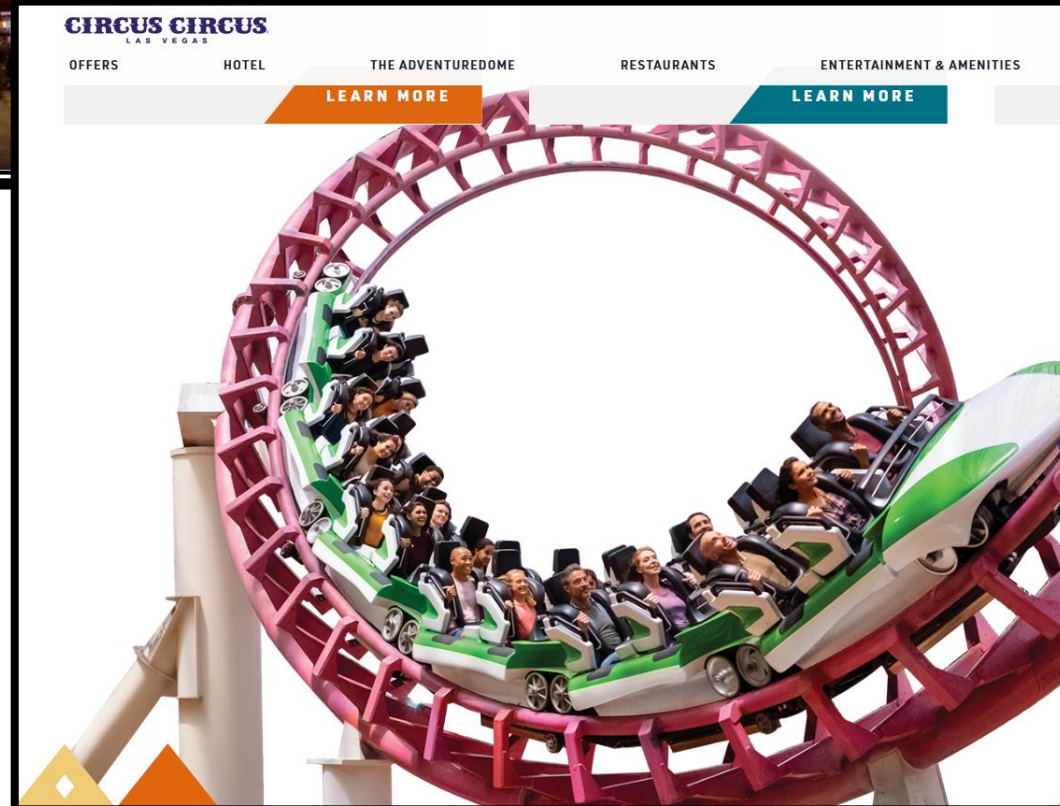 CIRCUS CIRCUS
LAS VEGAS
OFFERS HOTEL THE ADVENTUREDOME RESTAURANTS ENTERTAINMENT & AMENITIES
LEARN MORE LEARN MORE